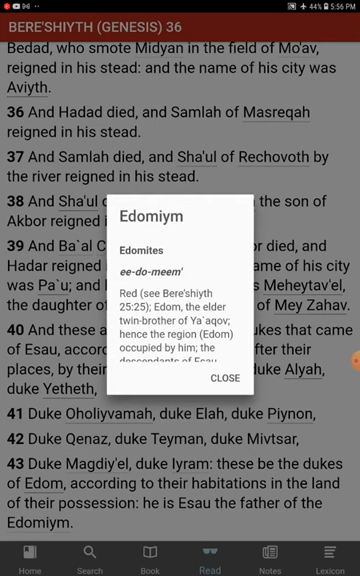 44% 5:56 PM
BERE'SHIYTH (GENESIS) 36
Bedad, who smote Midyan in the field of Mo'av,
reigned in his stead: and the name of his city was
Aviyth.
36 And Hadad died, and Samlah of Masreqah
reigned in his stead.
37 And Samlah died, and Sha'ul of Rechovoth by
the river reigned in his stead.
38 And Sha'ul d the son of
Akbor reigned i
39 And Ba`al C or died, and
Hadar reigned ame of his city
was Pa`u; and Meheytav'el,
the daughter of of Mey Zahav.
40 And these a ukes that came
of Esau, accor fter their
places, by their duke Alyah,
duke Yetheth,
41 Duke Oholiyvamah, duke Elah, duke Piynon,
42 Duke Qenaz, duke Teyman, duke Mivtsar,
43 Duke Magdiy'el, duke Iyram: these be the dukes
of Edom, according to their habitations in the land
of their possession: he is Esau the father of the
Edomiym.
Edomiym
Edomites
ee-do-meem'
Red (see Bere'shiyth
25:25); Edom, the elder
twin-brother of Ya`aqov;
hence the region (Edom)
occupied by him; the
descendants of Esau
CLOSE
Home Search Book Read Notes Lexicon